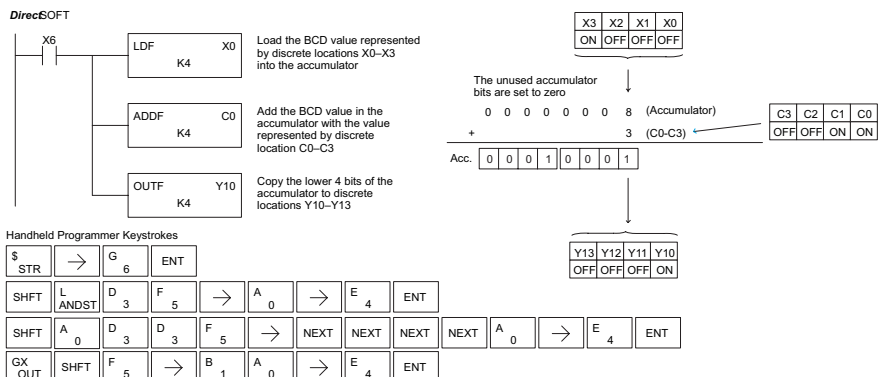 DirectSOFT
X6
LDF X0
K4
Load the BCD value represented
by discrete locations X0–X3
into the accumulator
ADDF C0
K4
Add the BCD value in the
accumulator with the value
represented by discrete
location C0–C3
OUTF Y10
K4
Copy the lower 4 bits of the
accumulator to discrete
locations Y10–Y13
X3 X2 X1 X0
ON OFF OFF OFF
The unused accumulator
bits are set to zero
0 0 0 0 0 0 0 8 (Accumulator)
+ 3 (C0-C3)
C3 C2 C1 C0
OFF OFF ON ON
Acc. 0 0 0 1 0 0 0 1
Y13 Y12 Y11 Y10
OFF OFF OFF ON
Handheld Programmer Keystrokes
$ STR → G 6 ENT
SHFT L ANDST D 3 F 5 → A 0 → E 4 ENT
SHFT A 0 D 3 D 3 F 5 → NEXT NEXT NEXT NEXT A 0 → E 4 ENT
GX OUT SHFT F 5 → B 1 A 0 → E 4 ENT